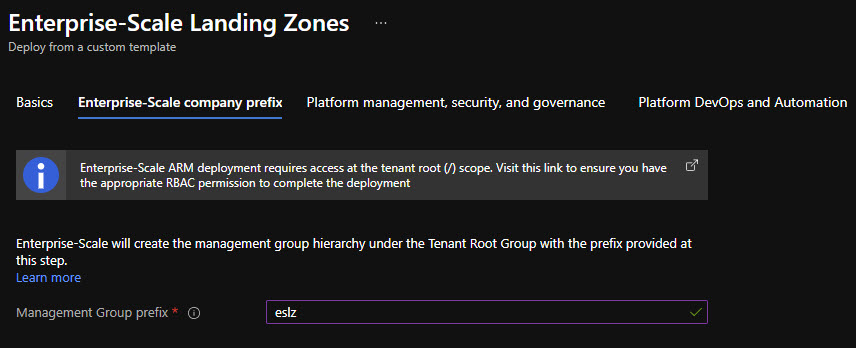 Enterprise-Scale Landing Zones ...
Deploy from a custom template
Basics Enterprise-Scale company prefix Platform management, security, and governance Platform DevOps and Automation
Enterprise-Scale ARM deployment requires access at the tenant root (/) scope. Visit this link to ensure you have
the appropriate RBAC permission to complete the deployment
Enterprise-Scale will create the management group hierarchy under the Tenant Root Group with the prefix provided at
this step.
Learn more
Management Group prefix * eslz